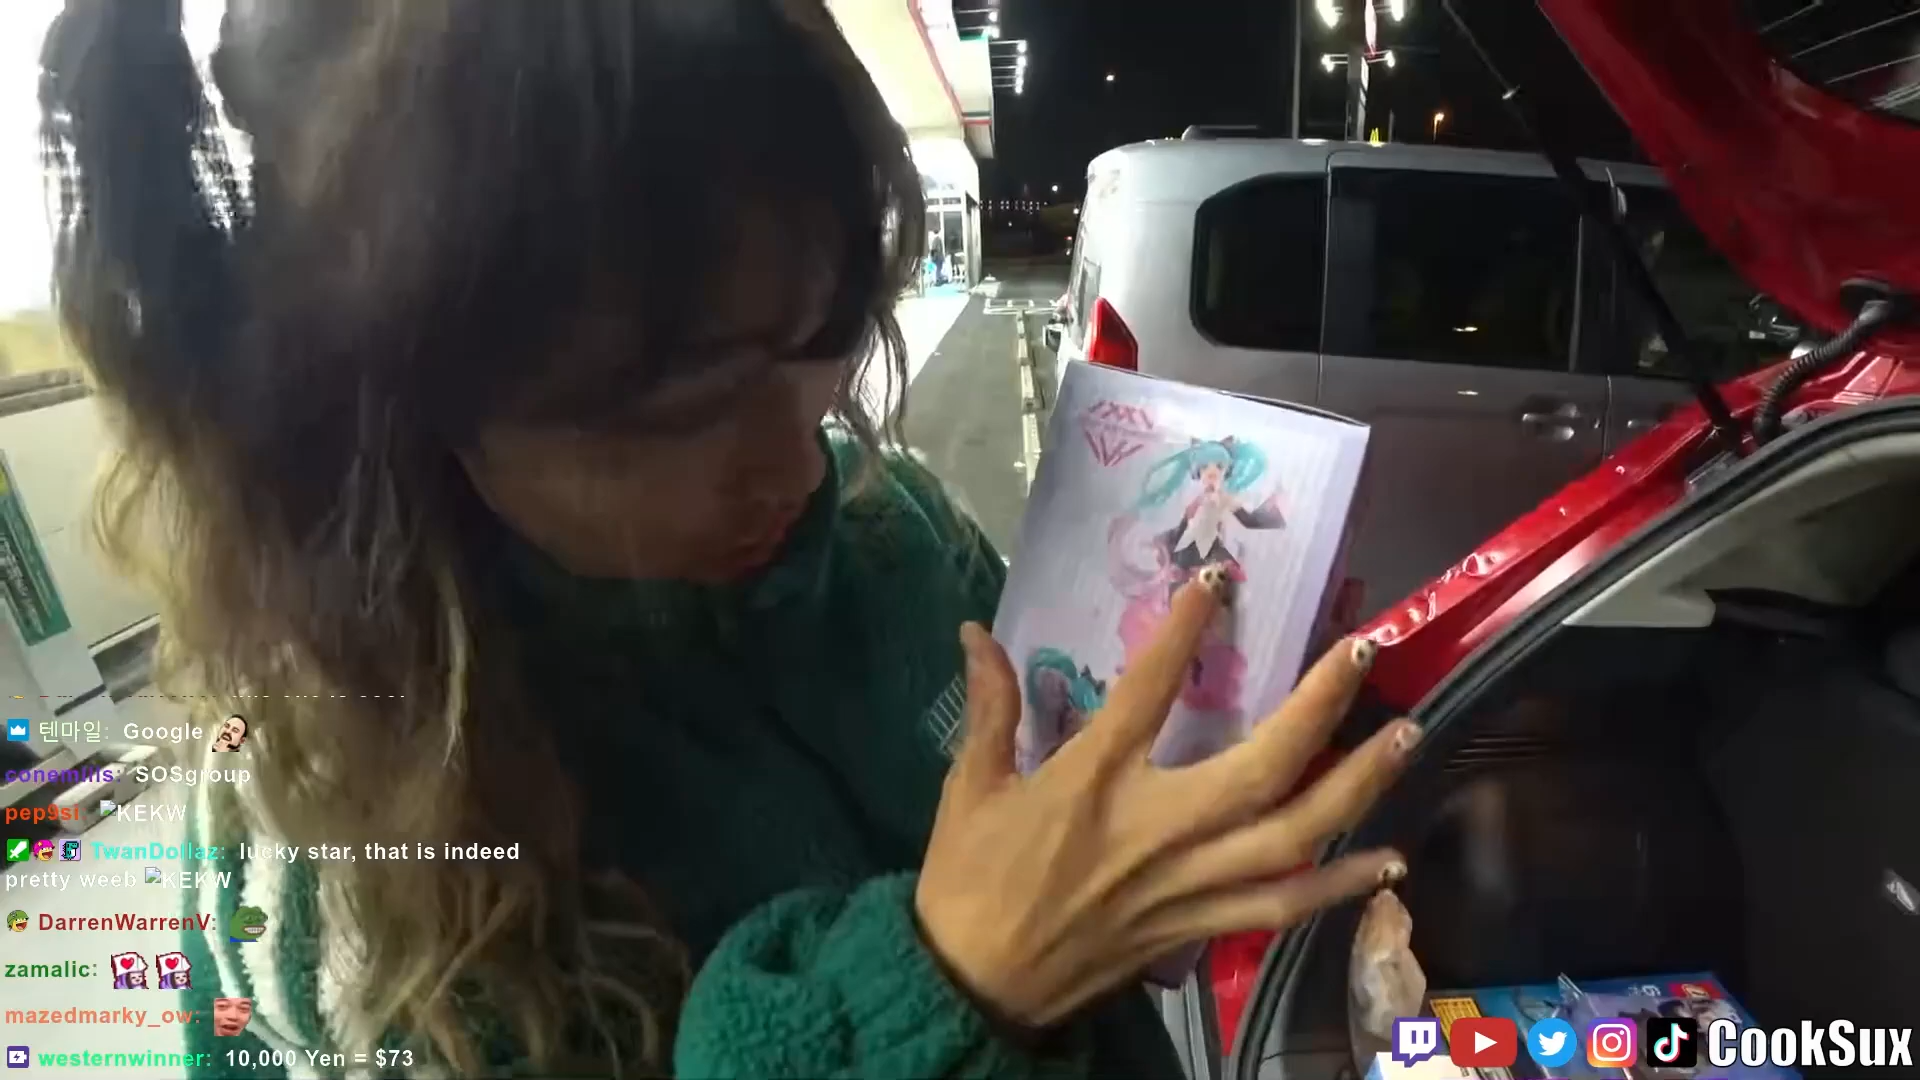 텐마일: Google
conemills: SOSgroup
pep9si: KEKW
TwanDollaz: lucky star, that is indeed
pretty weeb KEKW
DarrenWarrenV:
zamalic:
mazedmarky_ow:
westernwinner: 10,000 Yen = $73
CookSux